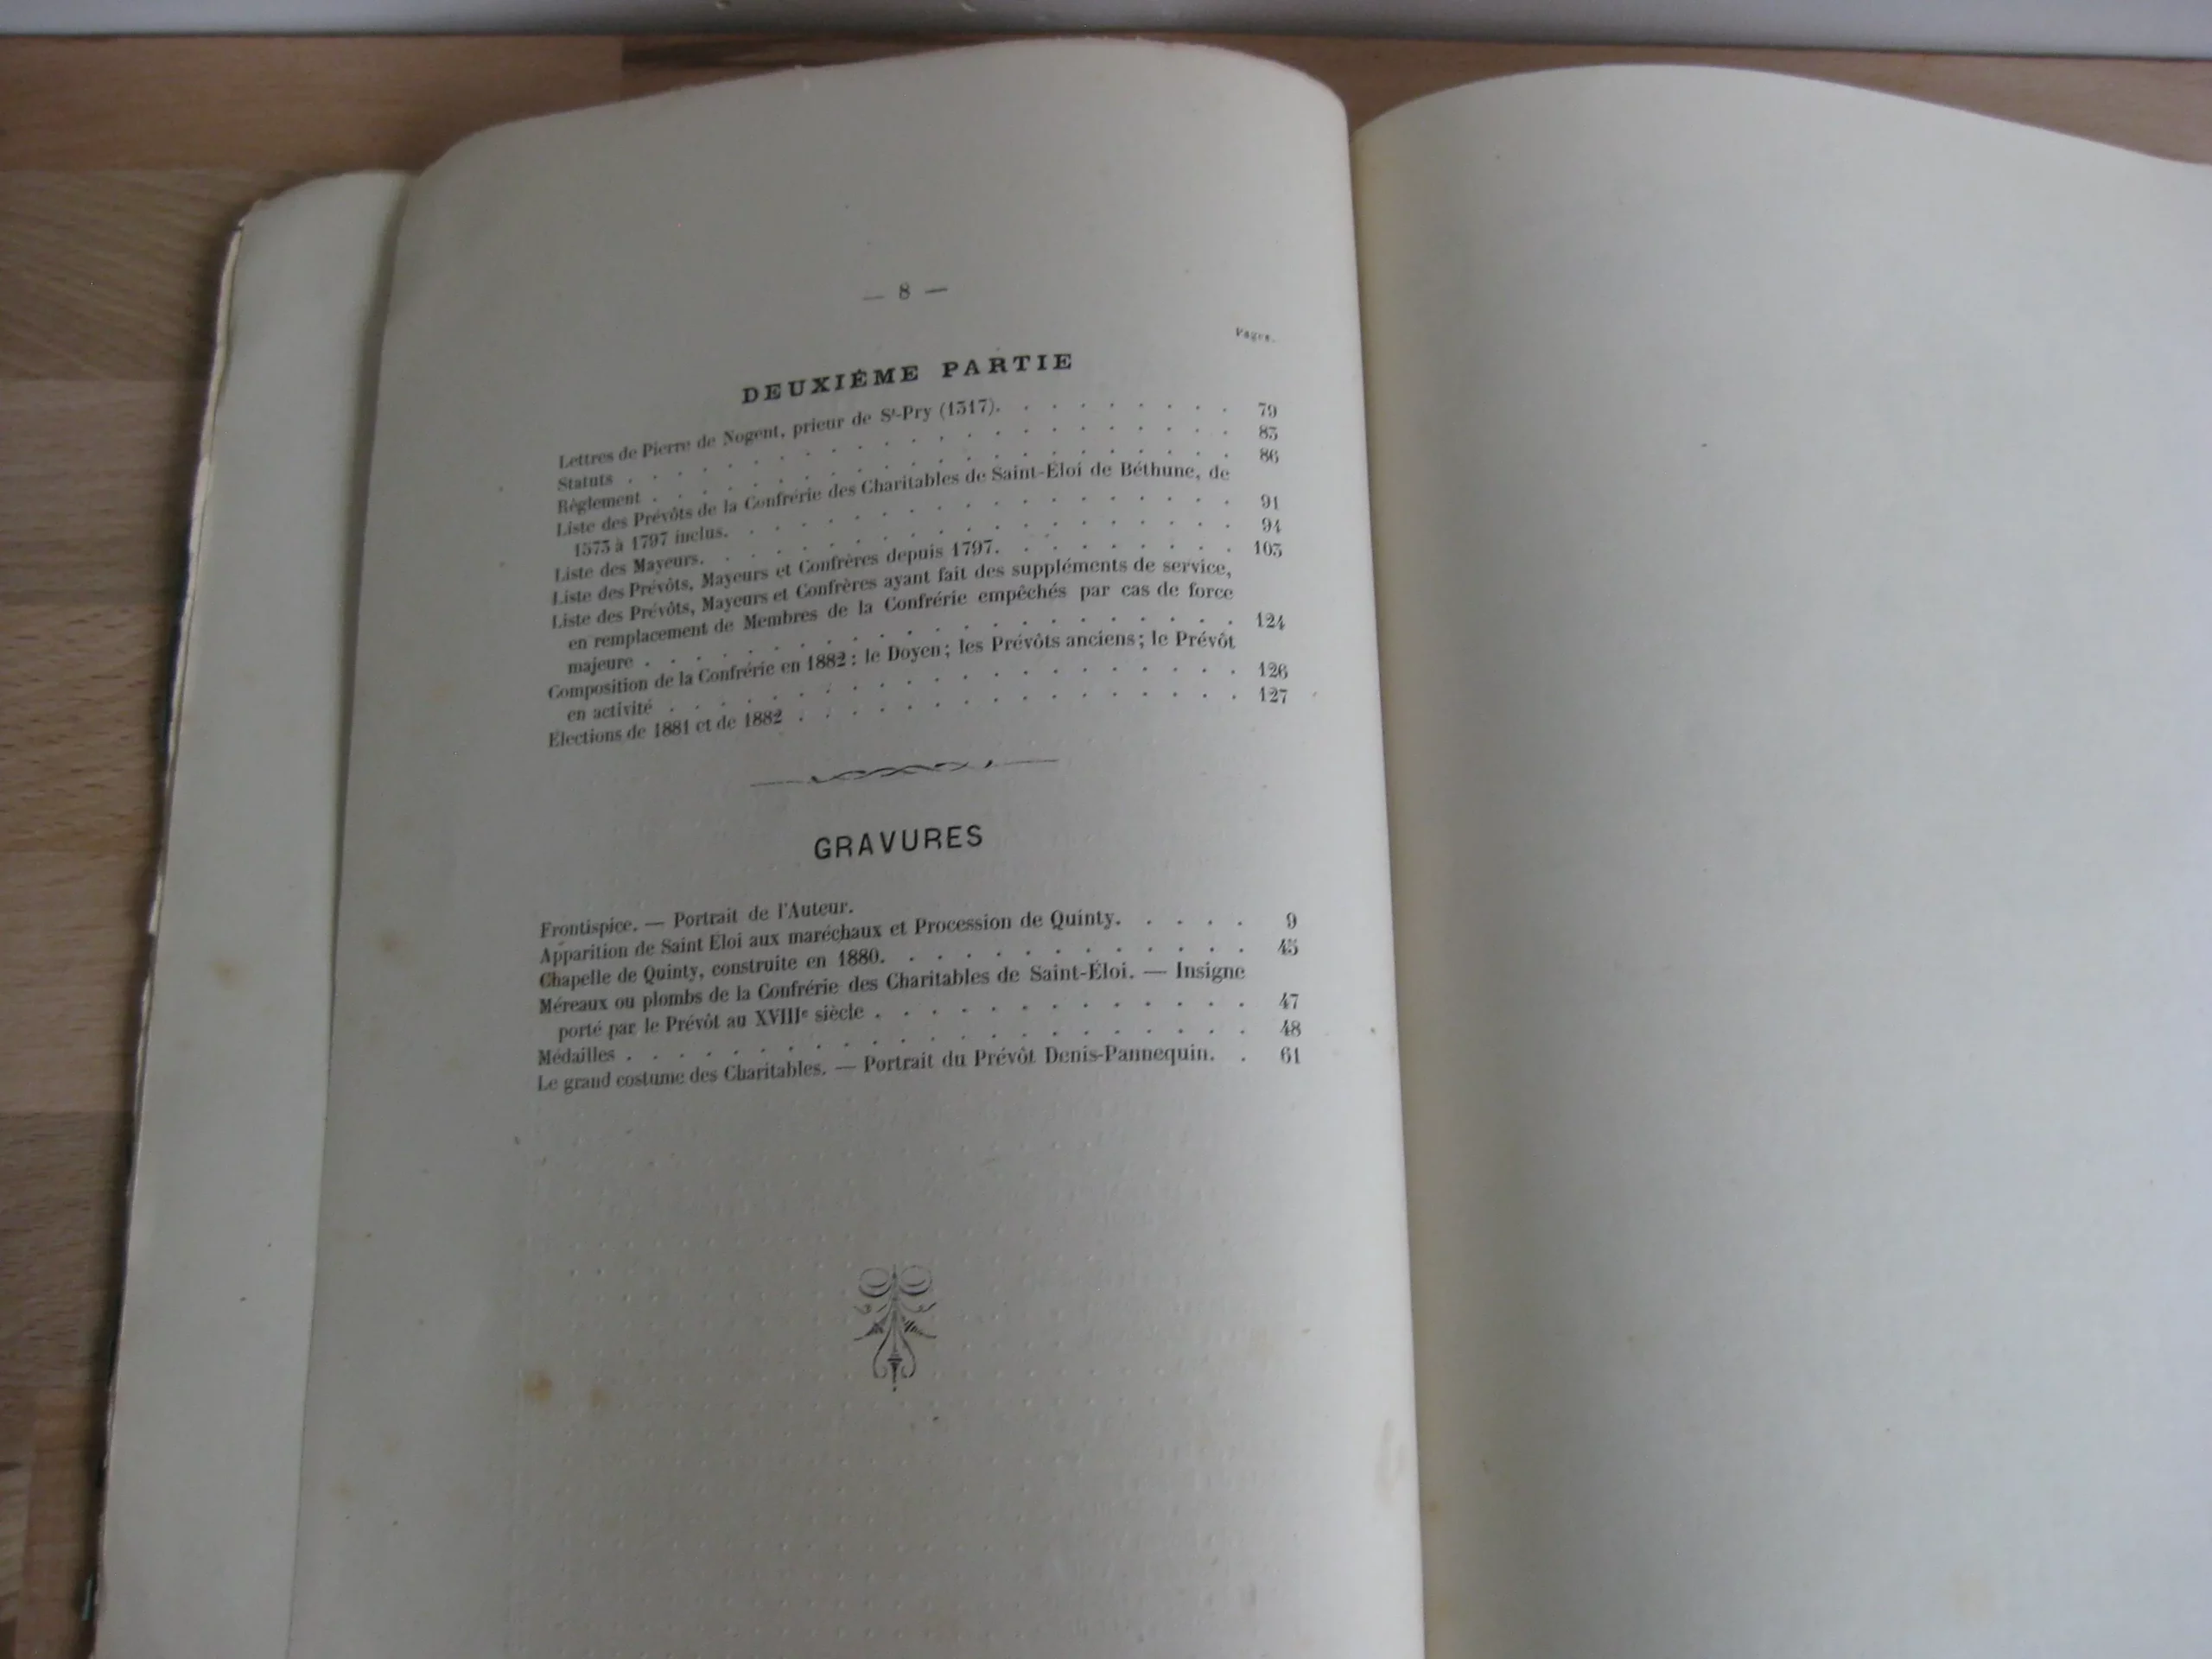 — 8 —
Pages.
DEUXIÈME PARTIE
Lettres de Pierre de Nogent, prieur de St-Pry (1317). . . . . . . . . 79
Statuts . . . . . . . . . . . . . . . . . . . . . 83
Règlement . . . . . . . . . . . . . . . . . . . . 86
Liste des Prévôts de la Confrérie des Charitables de Saint-Éloi de Béthune, de
1573 à 1797 inclus. . . . . . . . . . . . . . . . . . . 91
Liste des Mayeurs. . . . . . . . . . . . . . . . . . . . 94
Liste des Prévôts, Mayeurs et Confrères depuis 1797. . . . . . . . . . 103
Liste des Prévôts, Mayeurs et Confrères ayant fait des suppléments de service,
en remplacement de Membres de la Confrérie empêchés par cas de force
majeure . . . . . . . . . . . . . . . . . . . . . 124
Composition de la Confrérie en 1882 : le Doyen ; les Prévôts anciens ; le Prévôt
en activité . . . . . . . . . . . . . . . . . . . . . 126
Élections de 1881 et de 1882 . . . . . . . . . . . . . . . . . 127
GRAVURES
Frontispice. — Portrait de l'Auteur.
Apparition de Saint Éloi aux maréchaux et Procession de Quinty. . . . . . 9
Chapelle de Quinty, construite en 1880. . . . . . . . . . . . . . 45
Méreaux ou plombs de la Confrérie des Charitables de Saint-Éloi. — Insigne
porté par le Prévôt au XVIIIe siècle . . . . . . . . . . . . . . 47
Médailles . . . . . . . . . . . . . . . . . . . . . . . 48
Le grand costume des Charitables. — Portrait du Prévôt Denis-Pannequin. . 61